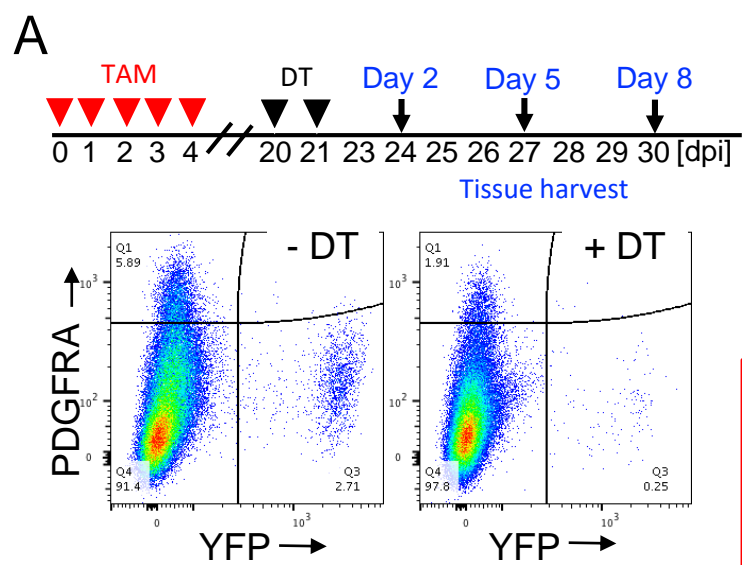 A
TAM
DT
Day 2
Day 5
Day 8
0 1 2 3 4 20 21 23 24 25 26 27 28 29 30 [dpi]
Tissue harvest
Q1
5.89
- DT
Q1
1.91
+ DT
PDGFRA
10³
10²
0
Q4
91.4
Q3
2.71
0
10³
YFP
10³
10²
0
Q4
97.8
Q3
0.25
0
10³
YFP